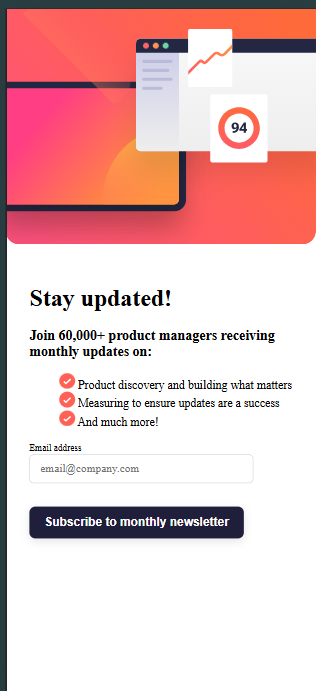 94
Stay updated!
Join 60,000+ product managers receiving
monthly updates on:
Product discovery and building what matters
Measuring to ensure updates are a success
And much more!
Email address
email@company.com
Subscribe to monthly newsletter